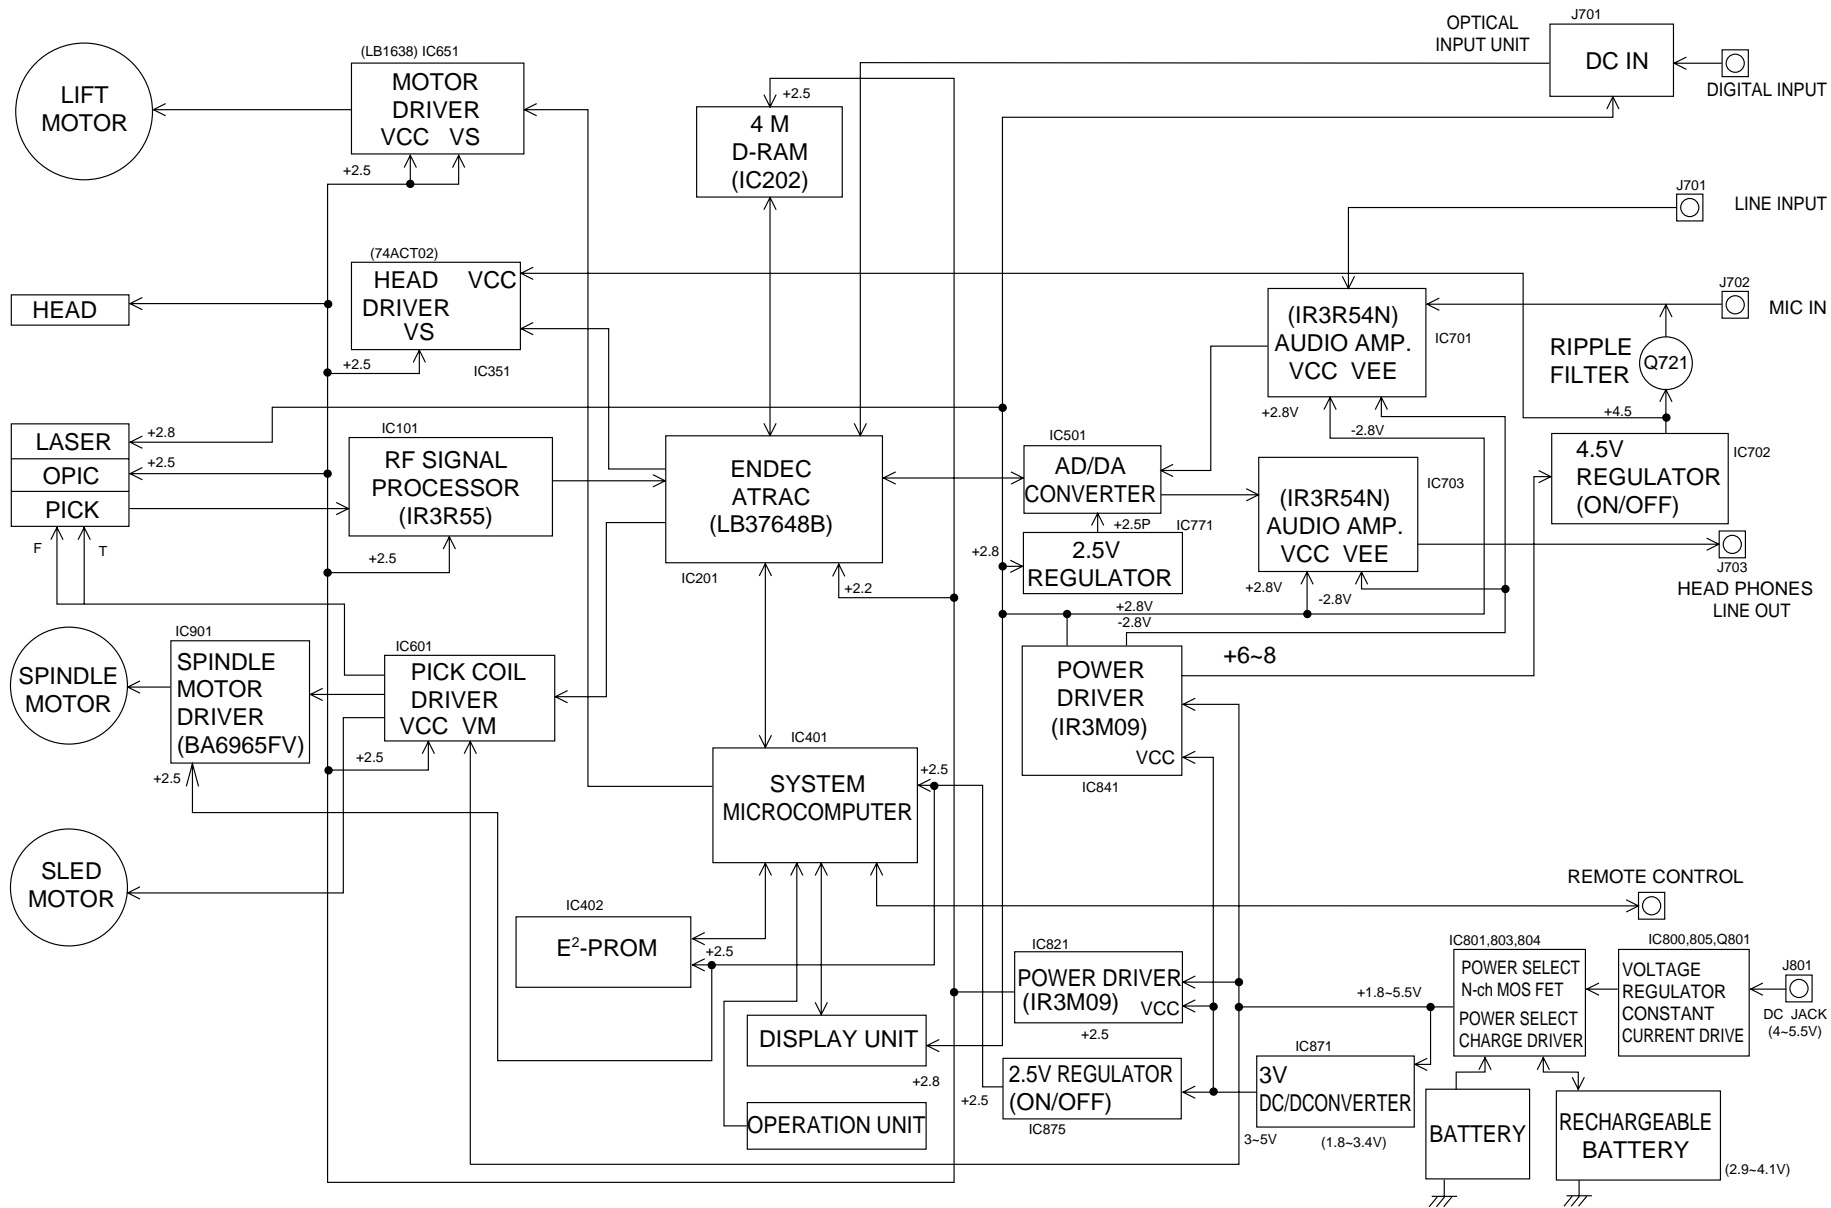 OPTICAL
INPUT UNIT
J701
DC IN
DIGITAL INPUT
(LB1638) IC651
MOTOR
DRIVER
VCC VS
LIFT
MOTOR
+2.5
+2.5
4 M
D-RAM
(IC202)
J701
LINE INPUT
(74ACT02)
HEAD VCC
DRIVER
VS
IC351
+2.5
HEAD
(IR3R54N)
AUDIO AMP.
VCC VEE
IC701
J702
MIC IN
RIPPLE
FILTER
Q721
+4.5
+2.8V
-2.8V
4.5V
REGULATOR
(ON/OFF)
IC702
LASER
OPIC
PICK
+2.8
+2.5
F
T
IC101
RF SIGNAL
PROCESSOR
(IR3R55)
+2.5
ENDEC
ATRAC
(LB37648B)
IC201
+2.2
IC501
AD/DA
CONVERTER
+2.5P
IC771
2.5V
REGULATOR
+2.8
(IR3R54N)
AUDIO AMP.
VCC VEE
IC703
+2.8V
-2.8V
J703
HEAD PHONES
LINE OUT
+2.8V
-2.8V
POWER
DRIVER
(IR3M09)
VCC
IC841
+6~8
SPINDLE
MOTOR
IC901
SPINDLE
MOTOR
DRIVER
(BA6965FV)
+2.5
IC601
PICK COIL
DRIVER
VCC VM
+2.5
IC401
SYSTEM
MICROCOMPUTER
+2.5
SLED
MOTOR
IC402
E²-PROM
+2.5
REMOTE CONTROL
IC821
POWER DRIVER
(IR3M09)
VCC
+2.5
DISPLAY UNIT
+2.8
OPERATION UNIT
2.5V REGULATOR
(ON/OFF)
+2.5
IC875
IC871
3V
DC/DCONVERTER
3~5V
(1.8~3.4V)
+1.8~5.5V
IC801,803,804
POWER SELECT
N-ch MOS FET
POWER SELECT
CHARGE DRIVER
IC800,805,Q801
VOLTAGE
REGULATOR
CONSTANT
CURRENT DRIVE
J801
DC JACK
(4~5.5V)
BATTERY
RECHARGEABLE
BATTERY
(2.9~4.1V)